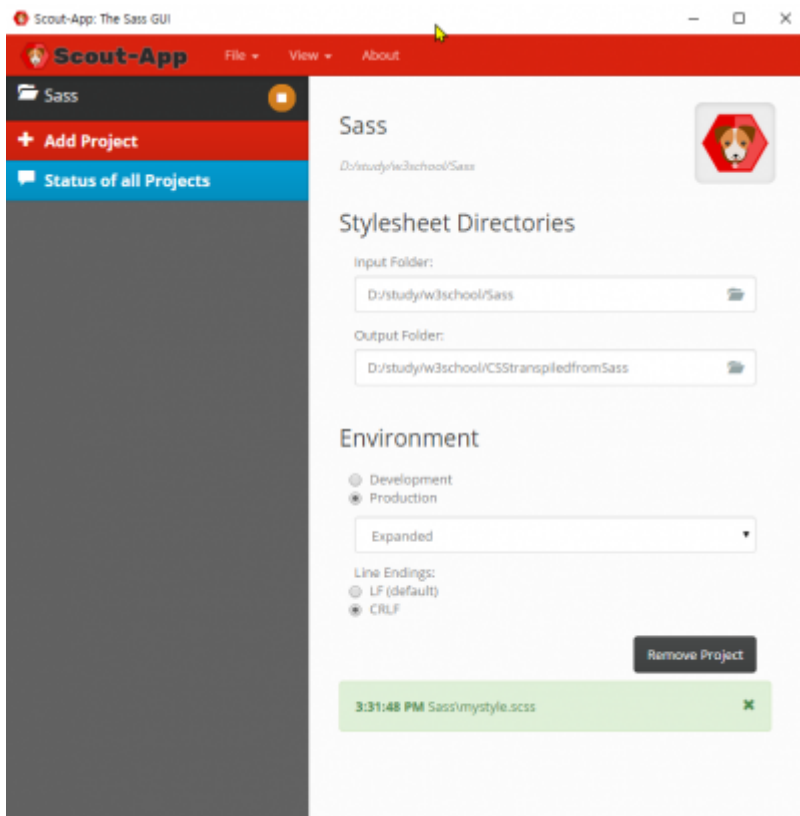 Scout-App: The Sass GUI
Scout-App File View About
Sass
Add Project
Status of all Projects
Sass
D:/study/w3school/Sass
Stylesheet Directories
Input Folder:
D:/study/w3school/Sass
Output Folder:
D:/study/w3school/CSStranspiledfromSass
Environment
Development
Production
Expanded
Line Endings:
LF (default)
CRLF
Remove Project
3:31:48 PM Sass\mystyle.scss